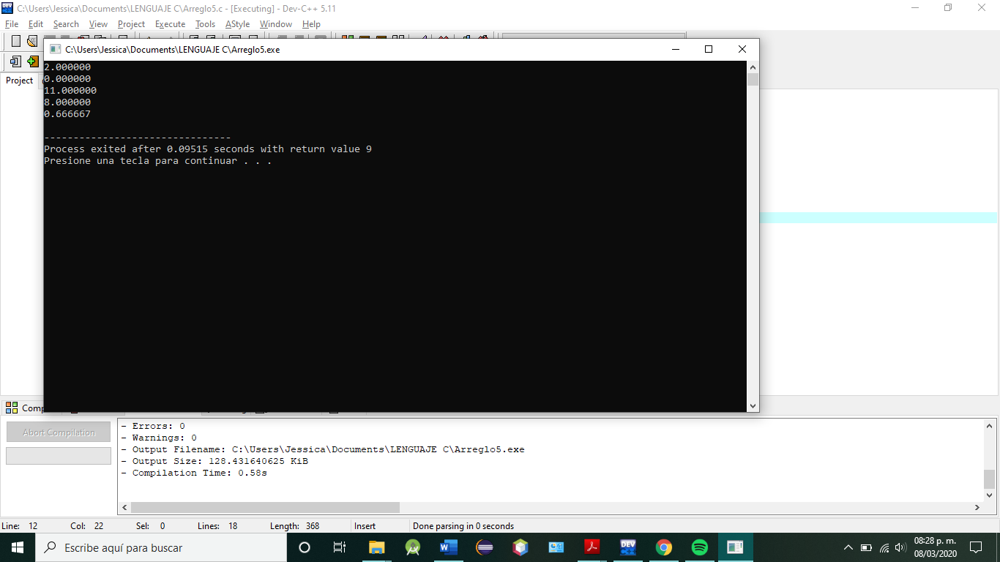 C:\Users\Jessica\Documents\LENGUAJE C\Arreglo5.c - [Executing] - Dev-C++ 5.11
File Edit Search View Project Execute Tools AStyle Window Help
C:\Users\Jessica\Documents\LENGUAJE C\Arreglo5.exe
Project
2.000000
0.000000
11.000000
8.000000
0.666667
--------------------------------
Process exited after 0.09515 seconds with return value 9
Presione una tecla para continuar . . .
Abort Compilation
- Errors: 0
- Warnings: 0
- Output Filename: C:\Users\Jessica\Documents\LENGUAJE C\Arreglo5.exe
- Output Size: 128.431640625 KiB
- Compilation Time: 0.58s
Line: 12 Col: 22 Sel: 0 Lines: 18 Length: 368 Insert Done parsing in 0 seconds
Escribe aquí para buscar
DEV
08:28 p. m.
08/03/2020